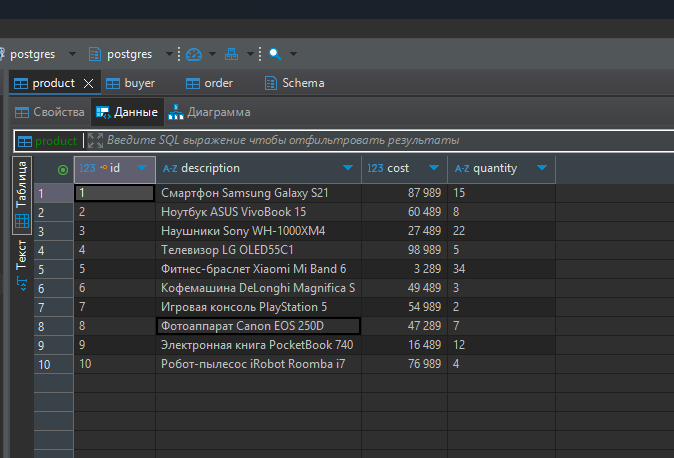 postgres postgres
product buyer order Schema
Свойства Данные Диаграмма
product Введите SQL выражение чтобы отфильтровать результаты
Таблица
Текст
123 id A-Z description 123 cost A-Z quantity
1 1 Смартфон Samsung Galaxy S21 87 989 15
2 2 Ноутбук ASUS VivoBook 15 60 489 8
3 3 Наушники Sony WH-1000XM4 27 489 22
4 4 Телевизор LG OLED55C1 98 989 5
5 5 Фитнес-браслет Xiaomi Mi Band 6 3 289 34
6 6 Кофемашина DeLonghi Magnifica S 49 489 3
7 7 Игровая консоль PlayStation 5 54 989 2
8 8 Фотоаппарат Canon EOS 250D 47 289 7
9 9 Электронная книга PocketBook 740 16 489 12
10 10 Робот-пылесос iRobot Roomba i7 76 989 4